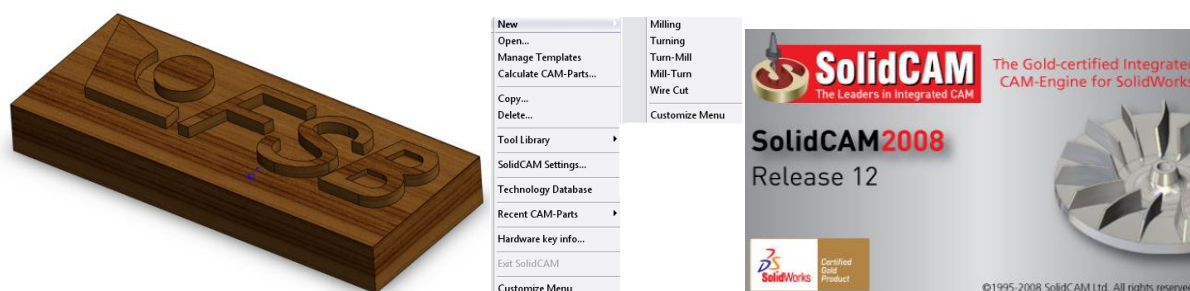 FSB
New
Open...
Manage Templates
Calculate CAM-Parts...
Copy...
Delete...
Tool Library
SolidCAM Settings...
Technology Database
Recent CAM-Parts
Hardware key info...
Exit SolidCAM
Customize Menu
Milling
Turning
Turn-Mill
Mill-Turn
Wire Cut
Customize Menu
SolidCAM
The Leaders in Integrated CAM
The Gold-certified Integrated
CAM-Engine for SolidWorks
SolidCAM2008
Release 12
SolidWorks
Certified
Gold
Product
©1995-2008 SolidCAM Ltd. All rights reserved